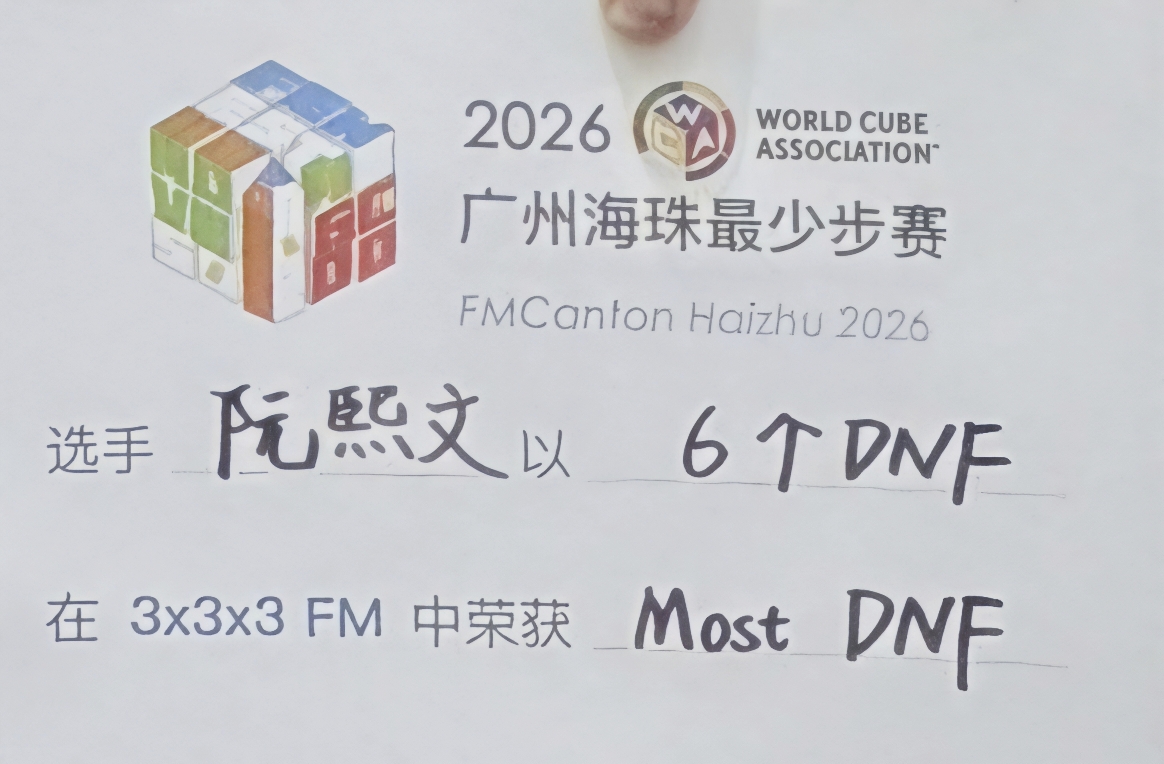 2026 WCA WORLD CUBE
ASSOCIATION
广州海珠最少步赛
FMCanton Haizhu 2026
选手 阮熙文 以 6个DNF
在 3x3x3 FM 中荣获 Most DNF